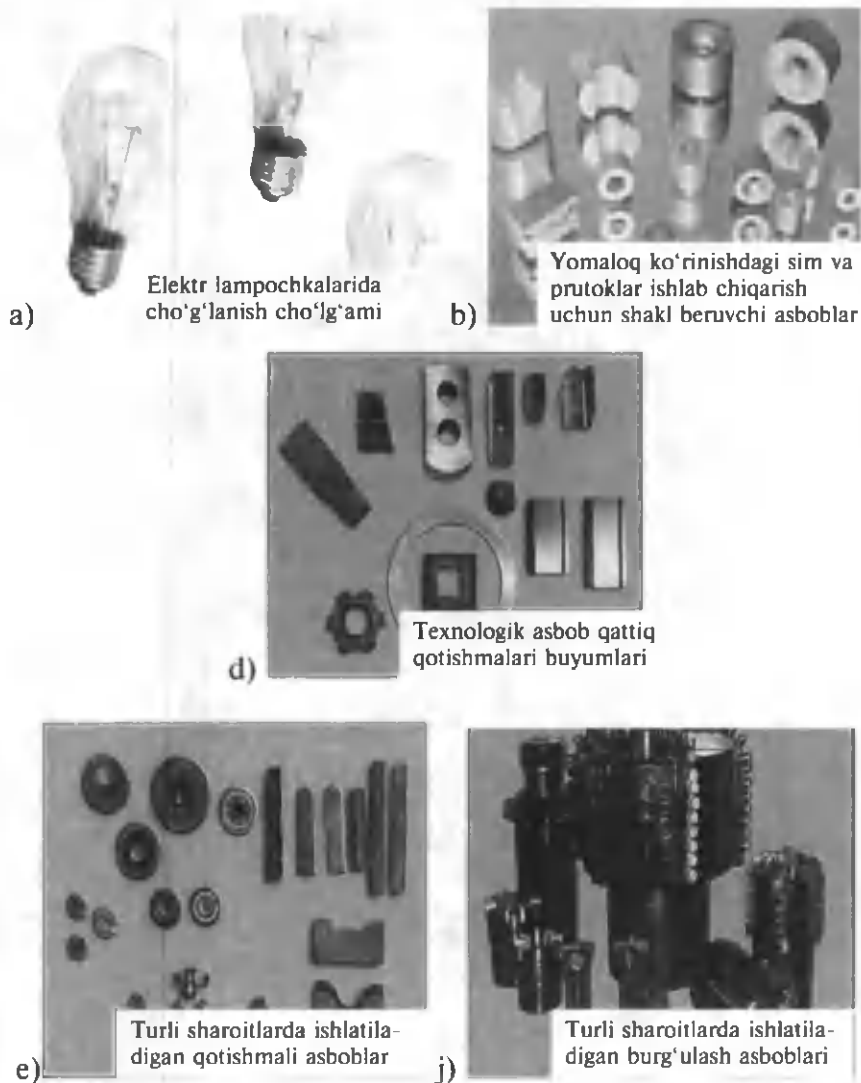 a)
Elektr lampochkalarida
cho‘g‘lanish cho‘lg‘ami
b)
Yomaloq ko‘rinishdagi sim va
prutoklar ishlab chiqarish
uchun shakl beruvchi asboblar
d)
Texnologik asbob qattiq
qotishmalari buyumlari
e)
Turli sharoitlarda ishlatila-
digan qotishmali asboblar
j)
Turli sharoitlarda ishlatila-
digan burg‘ulash asboblari